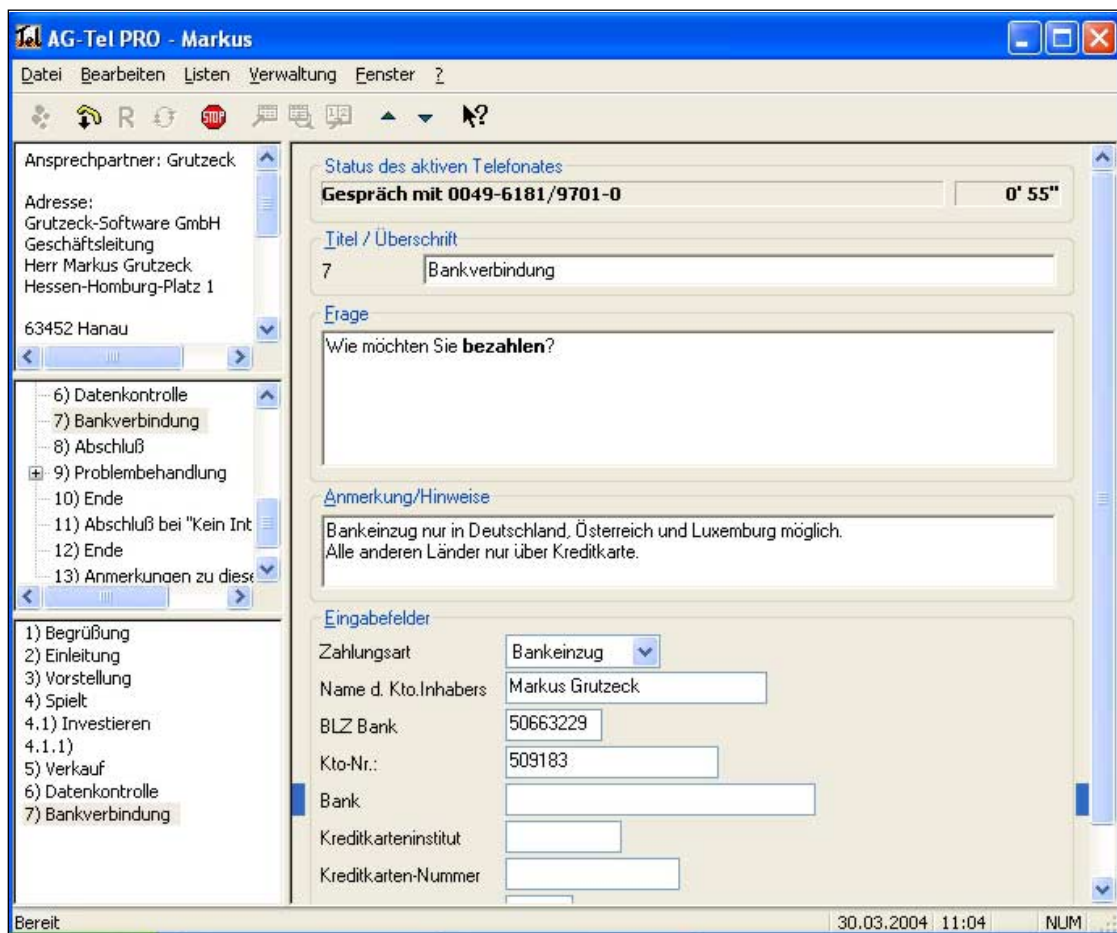 Tel AG-Tel PRO - Markus
Datei Bearbeiten Listen Verwaltung Fenster ?
R STOP ?
Ansprechpartner: Grutzeck
Adresse:
Grutzeck-Software GmbH
Geschäftsleitung
Herr Markus Grutzeck
Hessen-Homburg-Platz 1
63452 Hanau
6) Datenkontrolle
7) Bankverbindung
8) Abschluß
9) Problembehandlung
10) Ende
11) Abschluß bei "Kein Int
12) Ende
13) Anmerkungen zu diese
1) Begrüßung
2) Einleitung
3) Vorstellung
4) Spielt
4.1) Investieren
4.1.1)
5) Verkauf
6) Datenkontrolle
7) Bankverbindung
Status des aktiven Telefonates
Gespräch mit 0049-6181/9701-0 0' 55"
Titel / Überschrift
7 Bankverbindung
Frage
Wie möchten Sie bezahlen?
Anmerkung/Hinweise
Bankeinzug nur in Deutschland, Österreich und Luxemburg möglich.
Alle anderen Länder nur über Kreditkarte.
Eingabefelder
Zahlungsart Bankeinzug
Name d. Kto.Inhabers Markus Grutzeck
BLZ Bank 50663229
Kto-Nr.: 509183
Bank
Kreditkarteninstitut
Kreditkarten-Nummer
Bereit 30.03.2004 11:04 NUM